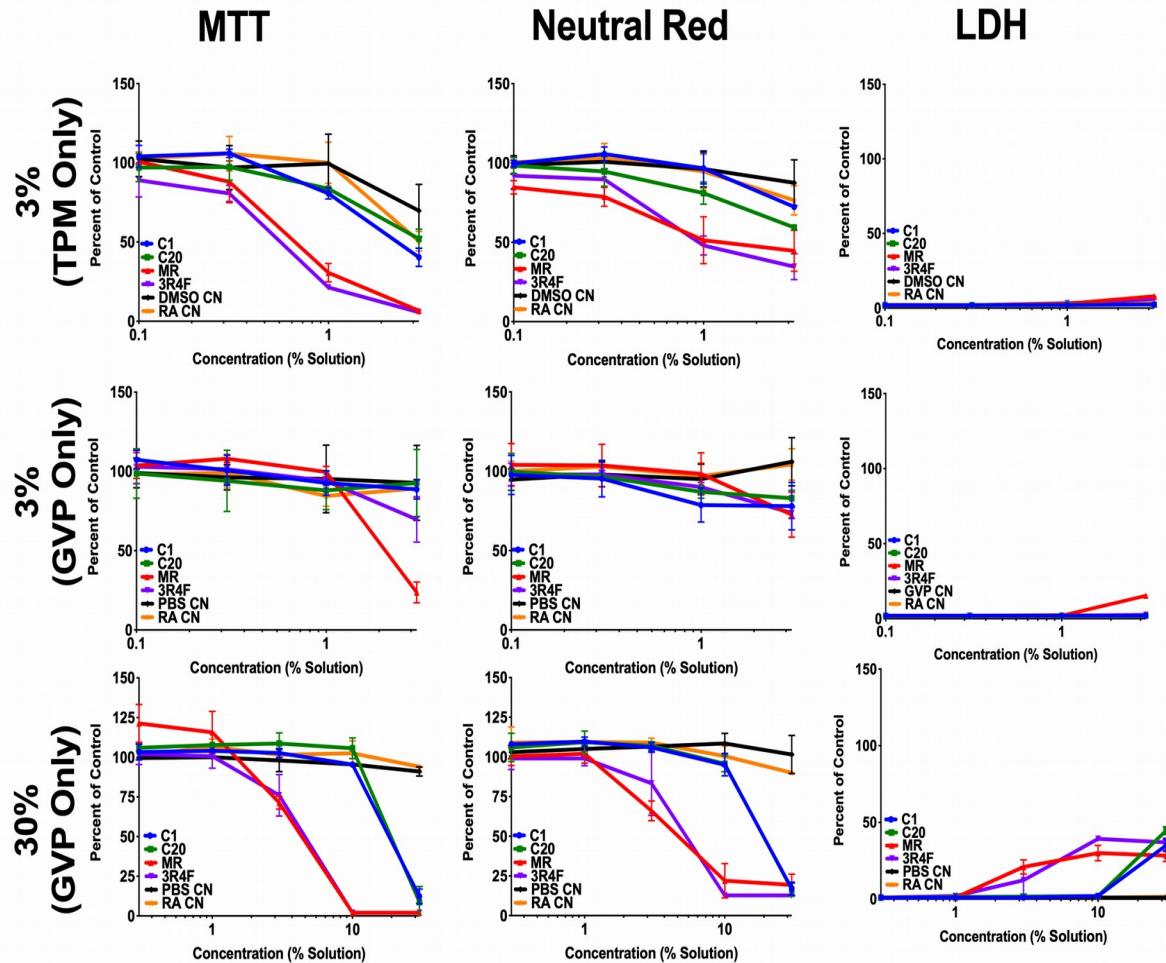 MTT
Neutral Red
LDH
3%
(TPM Only)
Percent of Control
150
100
50
0
0.1
1
C1
C20
MR
3R4F
DMSO CN
RA CN
Concentration (% Solution)
Percent of Control
150
100
50
0
0.1
1
C1
C20
MR
3R4F
DMSO CN
RA CN
Concentration (% Solution)
Percent of Control
150
100
50
0
0.1
1
C1
C20
MR
3R4F
DMSO CN
RA CN
Concentration (% Solution)
3%
(GVP Only)
Percent of Control
150
100
50
0
0.1
1
C1
C20
MR
3R4F
PBS CN
RA CN
Concentration (% Solution)
Percent of Control
150
100
50
0
0.1
1
C1
C20
MR
3R4F
PBS CN
RA CN
Concentration (% Solution)
Percent of Control
150
100
50
0
0.1
1
C1
C20
MR
3R4F
GVP CN
RA CN
Concentration (% Solution)
30%
(GVP Only)
Percent of Control
150
125
100
75
50
25
0
1
10
C1
C20
MR
3R4F
PBS CN
RA CN
Concentration (% Solution)
Percent of Control
150
125
100
75
50
25
0
1
10
C1
C20
MR
3R4F
PBS CN
RA CN
Concentration (% Solution)
Percent of Control
150
100
50
0
1
10
C1
C20
MR
3R4F
PBS CN
RA CN
Concentration (% Solution)